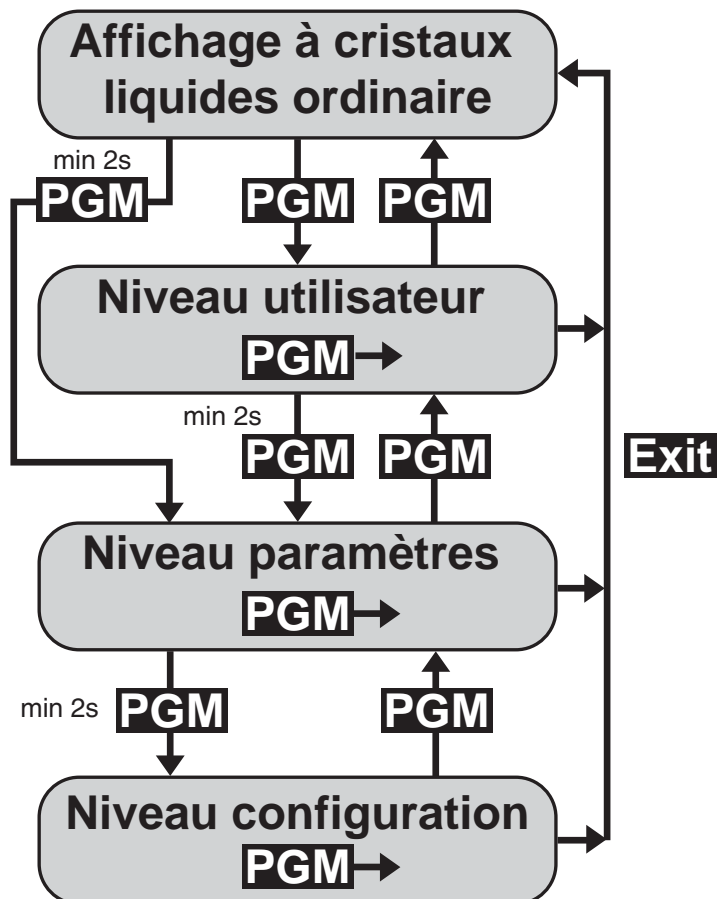 Affichage à cristaux
liquides ordinaire
min 2s
PGM
PGM
PGM
Niveau utilisateur
PGM
min 2s
PGM
PGM
Exit
Niveau paramètres
PGM
min 2s
PGM
PGM
Niveau configuration
PGM